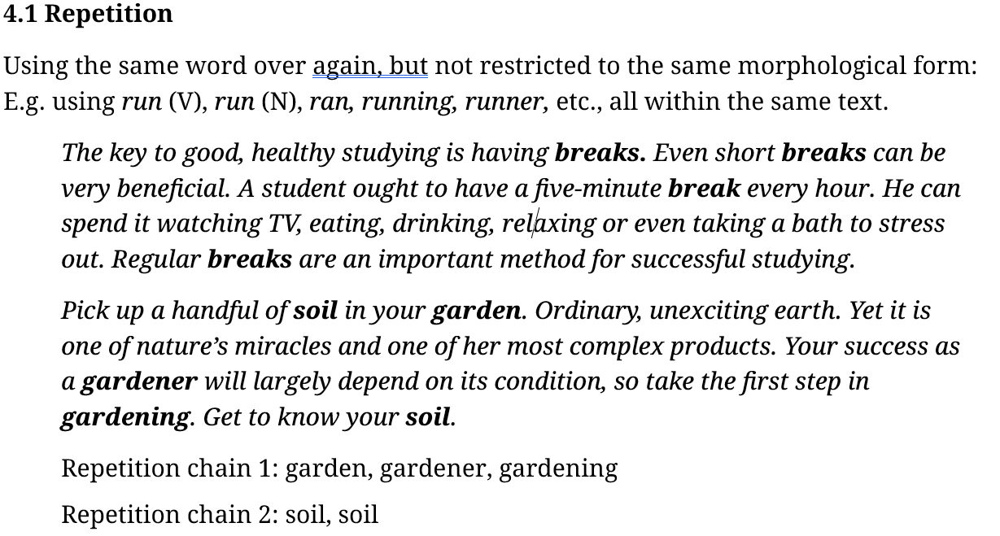 4.1 Repetition
Using the same word over again, but not restricted to the same morphological form:
E.g. using run (V), run (N), ran, running, runner, etc., all within the same text.
The key to good, healthy studying is having breaks. Even short breaks can be
very beneficial. A student ought to have a five-minute break every hour. He can
spend it watching TV, eating, drinking, relaxing or even taking a bath to stress
out. Regular breaks are an important method for successful studying.
Pick up a handful of soil in your garden. Ordinary, unexciting earth. Yet it is
one of nature’s miracles and one of her most complex products. Your success as
a gardener will largely depend on its condition, so take the first step in
gardening. Get to know your soil.
Repetition chain 1: garden, gardener, gardening
Repetition chain 2: soil, soil